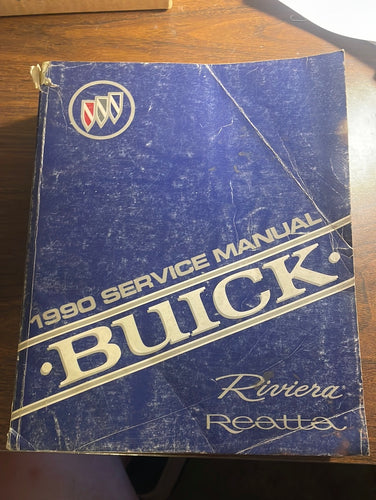 1990 SERVICE MANUAL
• BUICK •
Riviera
Reatta